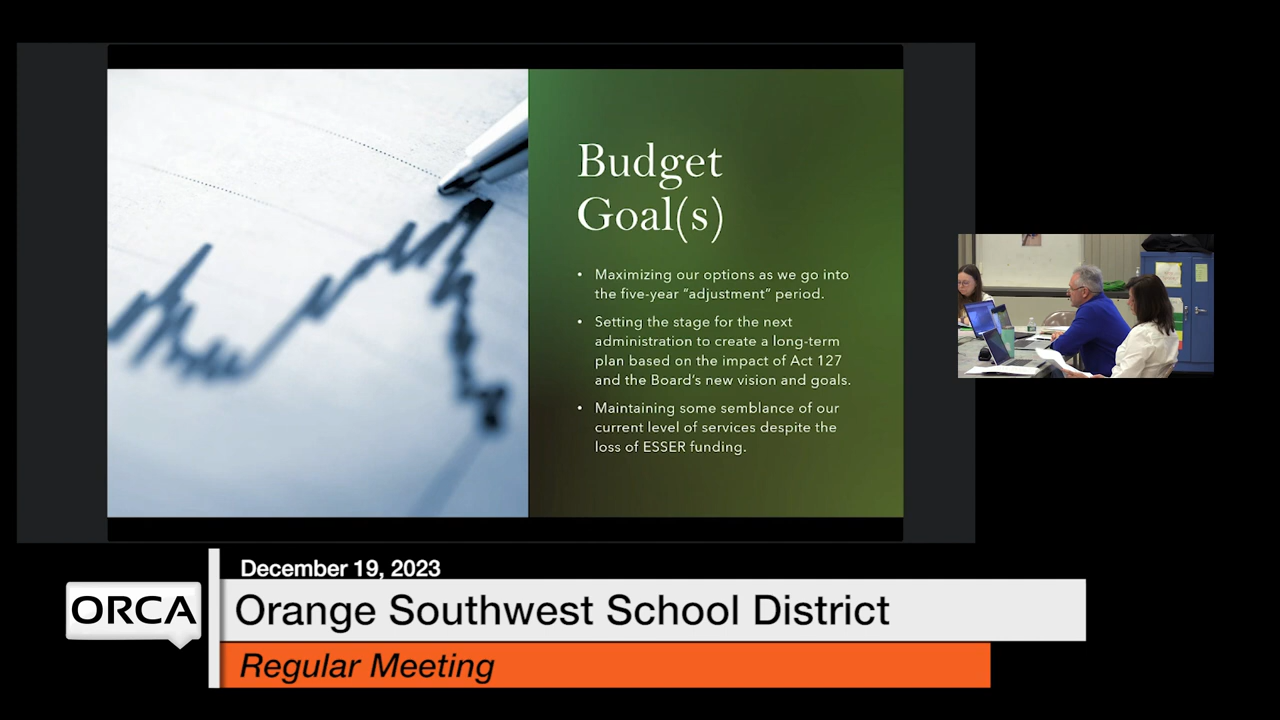 Budget
Goal(s)
• Maximizing our options as we go into
the five-year “adjustment” period.
• Setting the stage for the next
administration to create a long-term
plan based on the impact of Act 127
and the Board’s new vision and goals.
• Maintaining some semblance of our
current level of services despite the
loss of ESSER funding.
December 19, 2023
ORCA
Orange Southwest School District
Regular Meeting